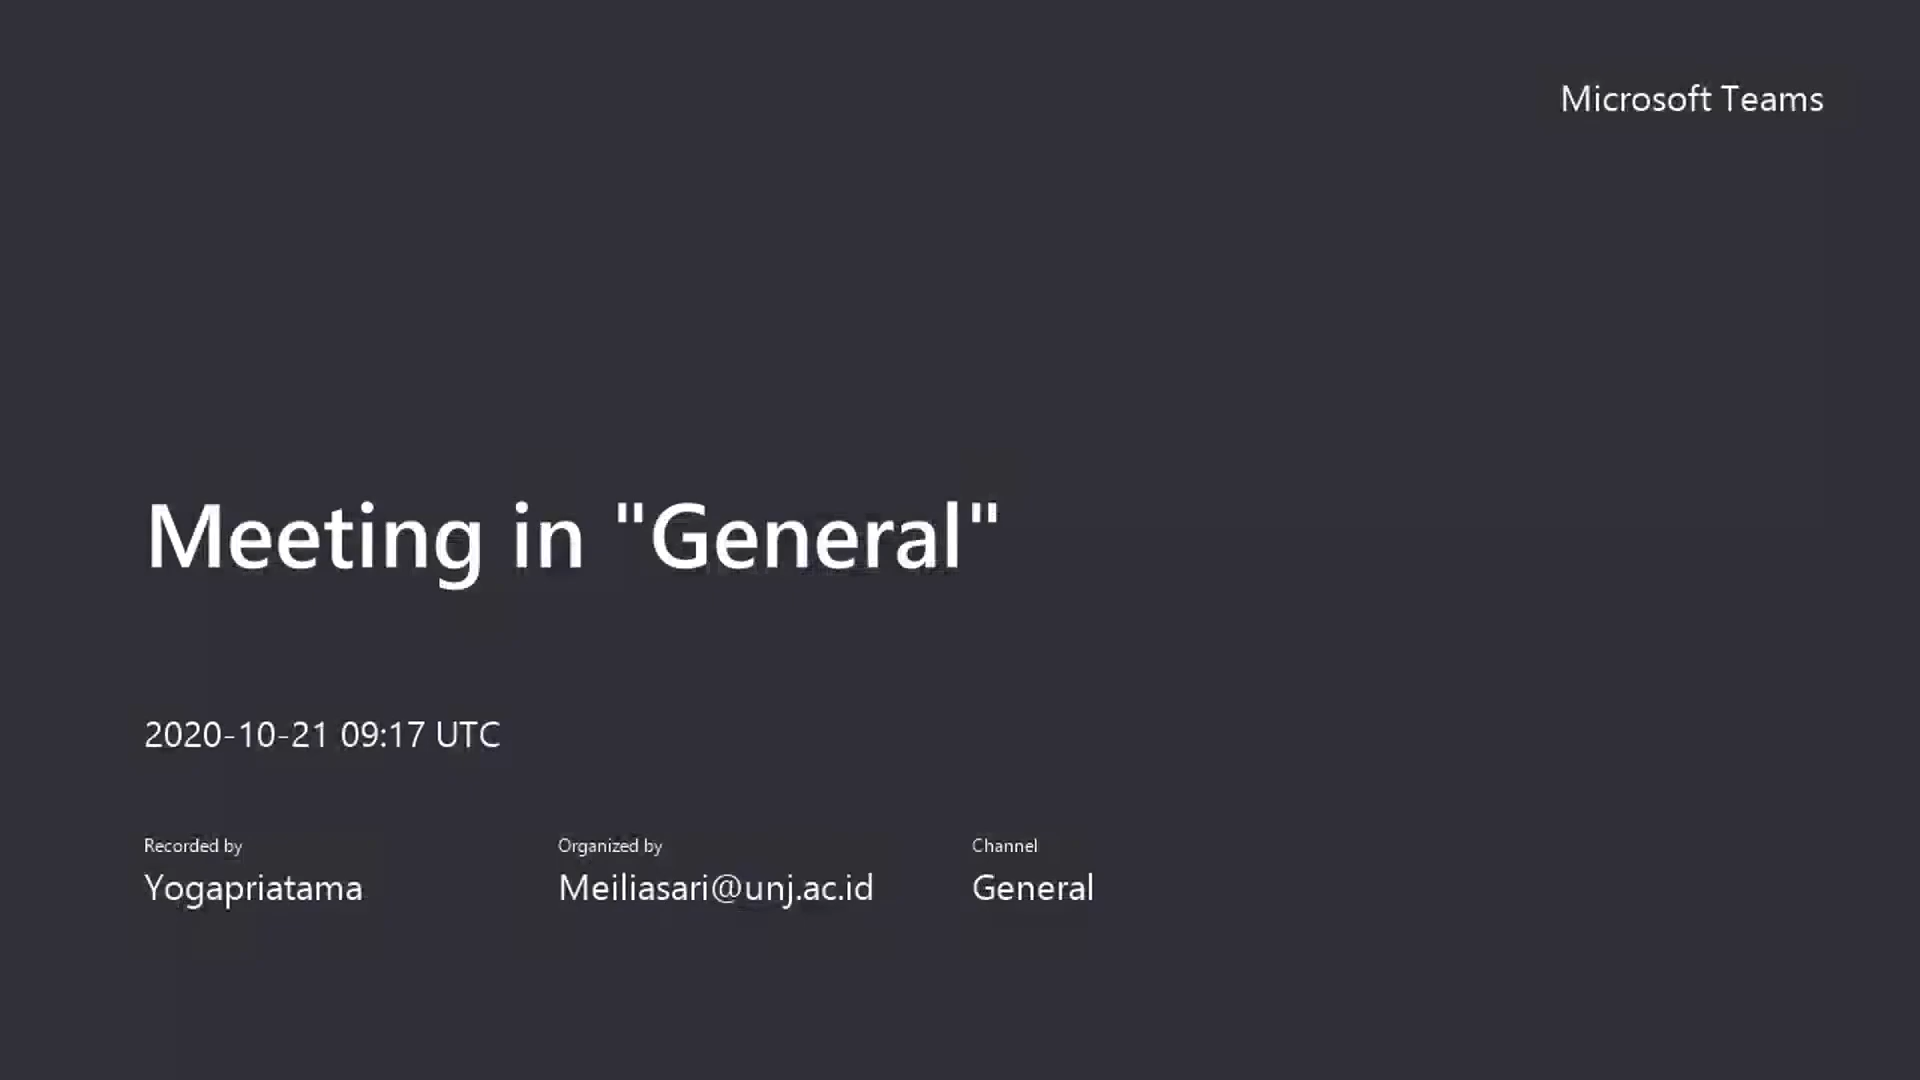 Microsoft Teams
Meeting in "General"
2020-10-21 09:17 UTC
Recorded by
Yogapriatama
Organized by
Meiliasari@unj.ac.id
Channel
General